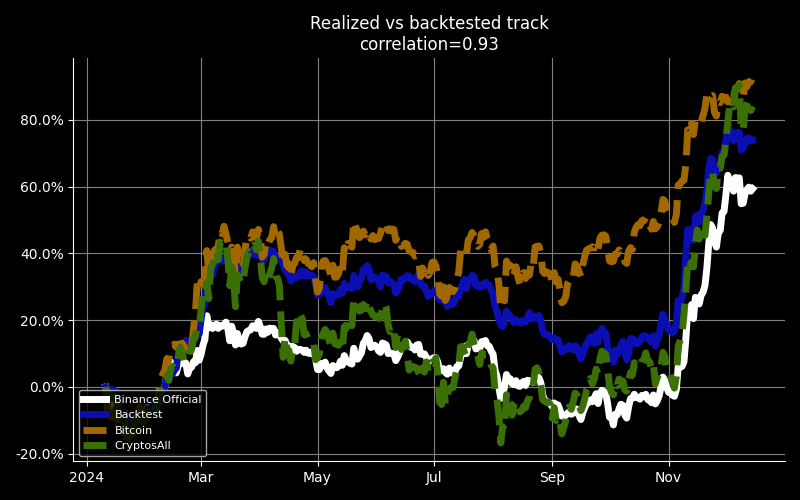 Realized vs backtested track
correlation=0.93
80.0%
60.0%
40.0%
20.0%
0.0%
-20.0%
Binance Official
Backtest
Bitcoin
CryptosAll
2024
Mar
May
Jul
Sep
Nov